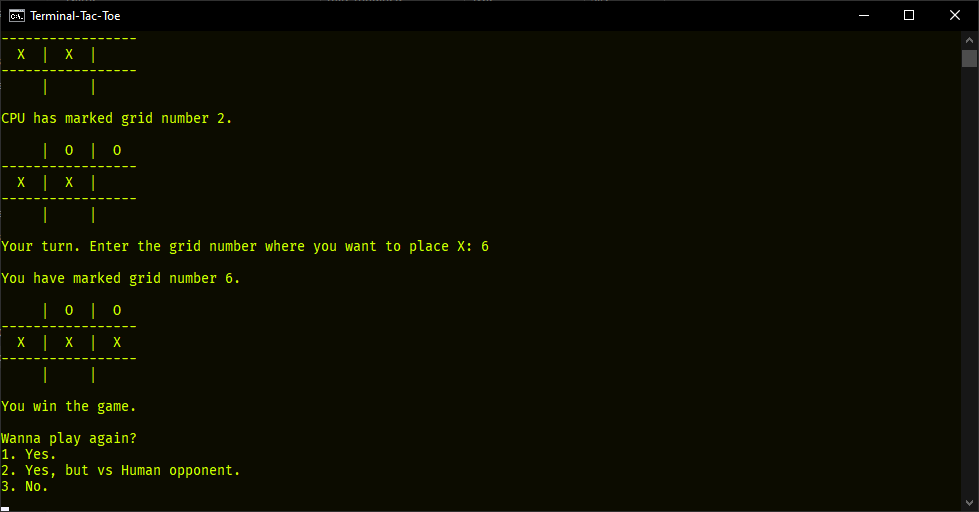 Terminal-Tac-Toe
-----------------
  X  |  X  |
-----------------
     |     |

CPU has marked grid number 2.

     |  O  |  O
-----------------
  X  |  X  |
-----------------
     |     |

Your turn. Enter the grid number where you want to place X: 6

You have marked grid number 6.

     |  O  |  O
-----------------
  X  |  X  |  X
-----------------
     |     |

You win the game.

Wanna play again?
1. Yes.
2. Yes, but vs Human opponent.
3. No.